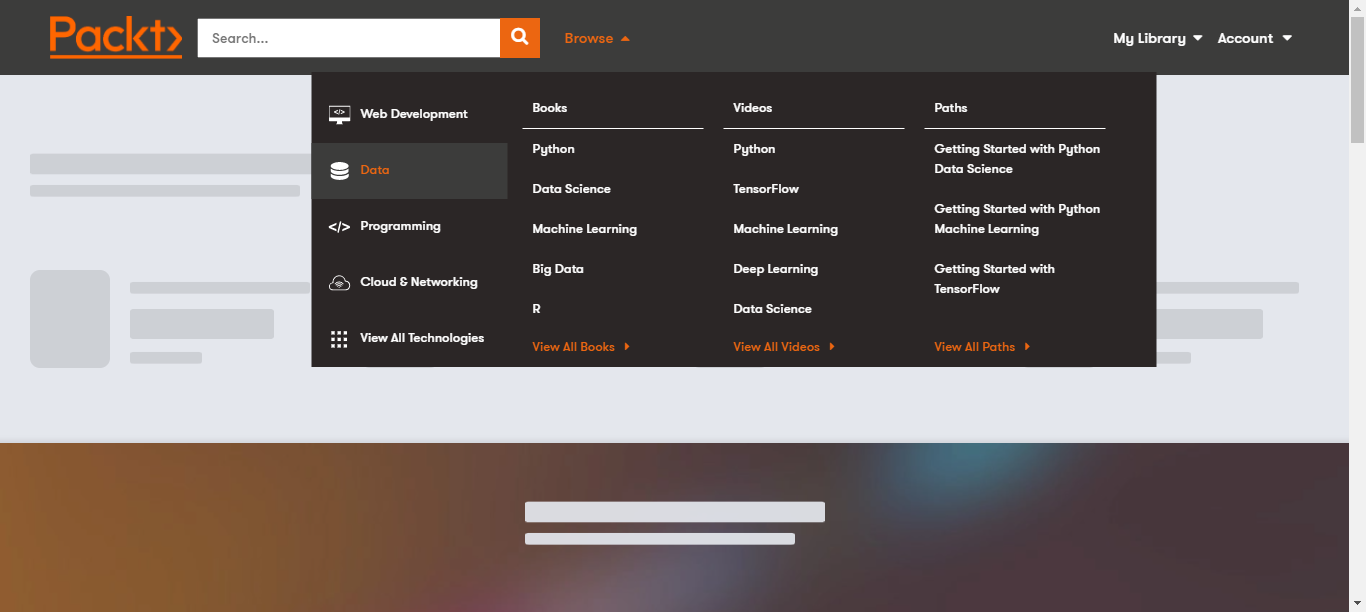 Packt
Search...
Browse
My Library
Account
Web Development
Data
Programming
Cloud & Networking
View All Technologies
Books
Python
Data Science
Machine Learning
Big Data
R
View All Books
Videos
Python
TensorFlow
Machine Learning
Deep Learning
Data Science
View All Videos
Paths
Getting Started with Python
Data Science
Getting Started with Python
Machine Learning
Getting Started with
TensorFlow
View All Paths